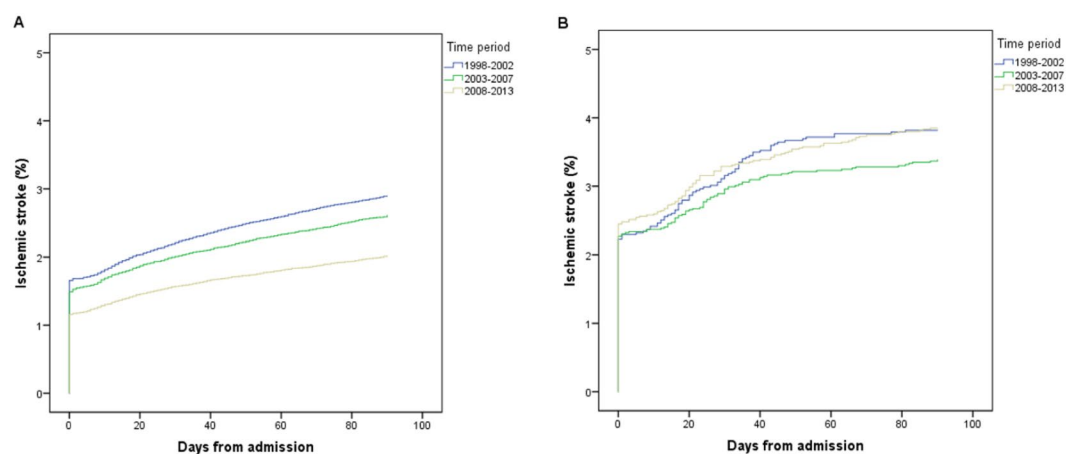 A
Time period
1998-2002
2003-2007
2008-2013
Ischemic stroke (%)
5
4
3
2
1
0
0 20 40 60 80 100
Days from admission
B
Time period
1998-2002
2003-2007
2008-2013
Ischemic stroke (%)
5
4
3
2
1
0
0 20 40 60 80 100
Days from admission